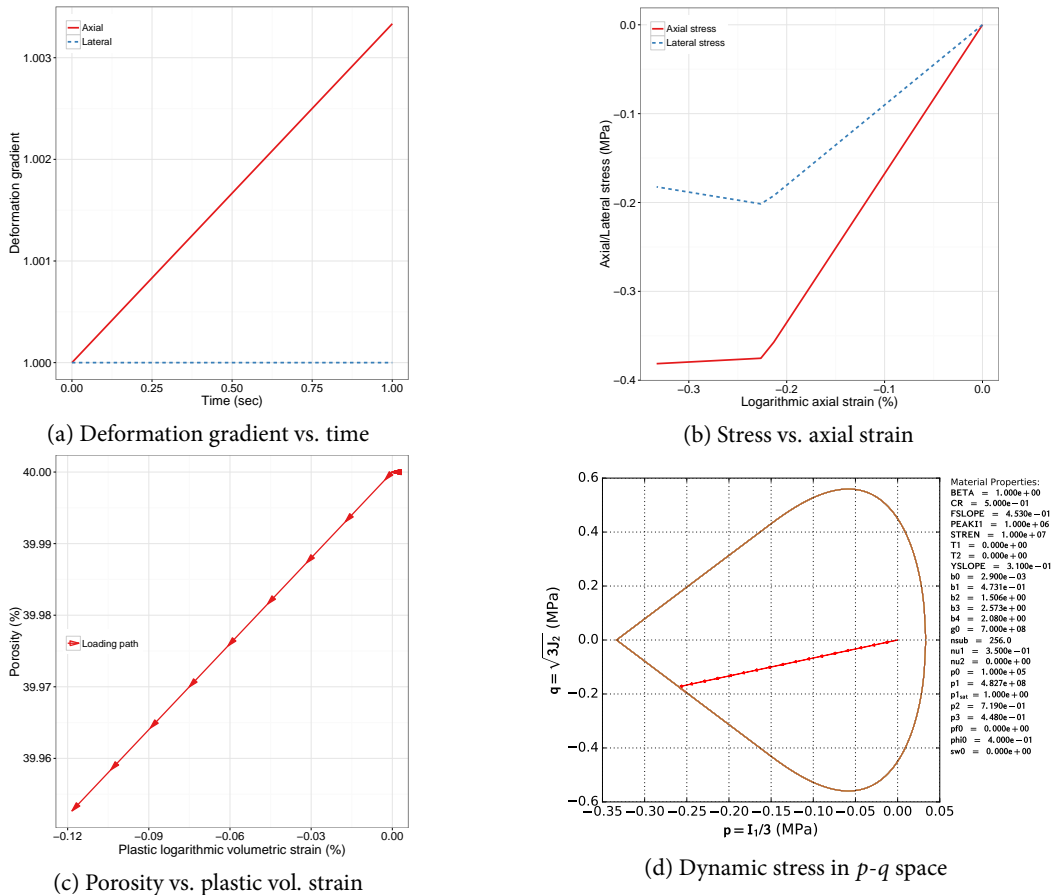 Axial
Lateral
1.003
1.002
1.001
1.000
Deformation gradient
0.00 0.25 0.50 0.75 1.00
Time (sec)
(a) Deformation gradient vs. time
Axial stress
Lateral stress
0.0
−0.1
−0.2
−0.3
−0.4
Axial/Lateral stress (MPa)
−0.3 −0.2 −0.1 0.0
Logarithmic axial strain (%)
(b) Stress vs. axial strain
40.00
39.99
39.98
39.97
39.96
Porosity (%)
Loading path
−0.12 −0.09 −0.06 −0.03 0.00
Plastic logarithmic volumetric strain (%)
(c) Porosity vs. plastic vol. strain
0.6
0.4
0.2
0.0
−0.2
−0.4
−0.6
q = √3J₂ (MPa)
−0.35 −0.30 −0.25 −0.20 −0.15 −0.10 −0.05 0.00 0.05
p = I₁/3 (MPa)
Material Properties:
BETA = 1.000e+00
CR = 5.000e−01
FSLOPE = 4.530e−01
PEAKI1 = 1.000e+06
STREN = 1.000e+07
T1 = 0.000e+00
T2 = 0.000e+00
YSLOPE = 3.100e−01
b0 = 2.900e−03
b1 = 4.731e−01
b2 = 1.506e+00
b3 = 2.573e+00
b4 = 2.080e+00
g0 = 7.000e+08
nsub = 256.0
nu1 = 3.500e−01
nu2 = 0.000e+00
p0 = 1.000e+05
p1 = 4.827e+08
p1sat = 1.000e+00
p2 = 7.190e−01
p3 = 4.480e−01
pf0 = 0.000e+00
phi0 = 4.000e−01
sw0 = 0.000e+00
(d) Dynamic stress in p-q space